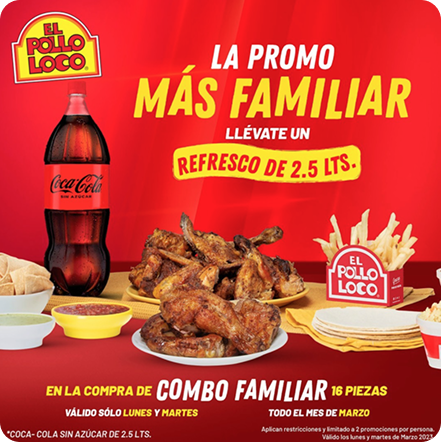 EL
POLLO
LOCO
LA PROMO
MÁS FAMILIAR
LLÉVATE UN
REFRESCO DE 2.5 LTS.
Coca-Cola
SIN AZÚCAR
EL
POLLO
LOCO
EN LA COMPRA DE COMBO FAMILIAR 16 PIEZAS
VÁLIDO SÓLO LUNES Y MARTES TODO EL MES DE MARZO
*COCA- COLA SIN AZÚCAR DE 2.5 LTS.
Aplican restricciones y limitado a 2 promociones por persona.
Válido los lunes y martes de Marzo